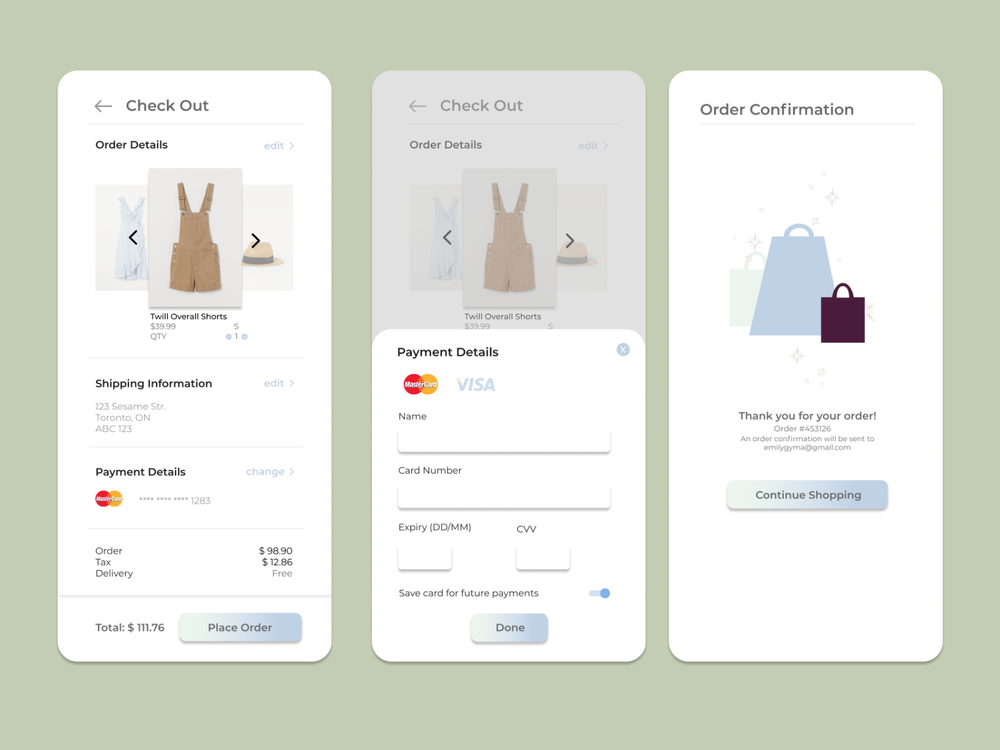 Check Out
Order Details
edit
Twill Overall Shorts
$39.99 S
QTY 1
Shipping Information
edit
123 Sesame Str.
Toronto, ON
ABC 123
Payment Details
change
MasterCard
**** **** **** 1283
Order $ 98.90
Tax $ 12.86
Delivery Free
Total: $ 111.76
Place Order
Check Out
Order Details
edit
Twill Overall Shorts
$39.99 S
Payment Details
X
MasterCard
VISA
Name
Card Number
Expiry (DD/MM)
CVV
Save card for future payments
Done
Order Confirmation
Thank you for your order!
Order #453126
An order confirmation will be sent to
emilygyma@gmail.com
Continue Shopping